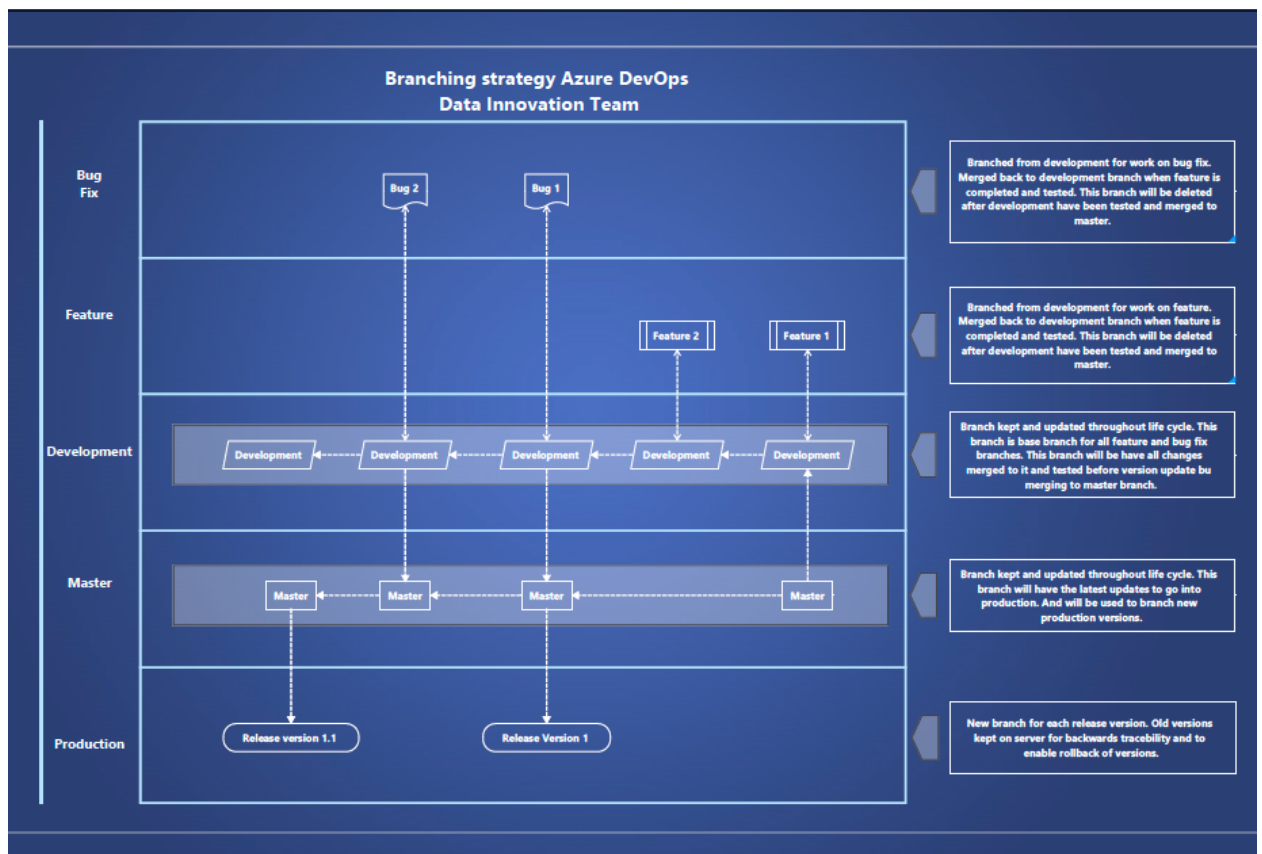 Branching strategy Azure DevOps
Data Innovation Team
Bug
Fix
Bug 2
Bug 1
Branched from development for work on bug fix.
Merged back to development branch when feature is
completed and tested. This branch will be deleted
after development have been tested and merged to
master.
Feature
Feature 2
Feature 1
Branched from development for work on feature.
Merged back to development branch when feature is
completed and tested. This branch will be deleted
after development have been tested and merged to
master.
Development
Development
Development
Development
Development
Development
Branch kept and updated throughout life cycle. This
branch is base branch for all feature and bug fix
branches. This branch will be have all changes
merged to it and tested before version update bu
merging to master branch.
Master
Master
Master
Master
Master
Branch kept and updated throughout life cycle. This
branch will have the latest updates to go into
production. And will be used to branch new
production versions.
Production
Release version 1.1
Release Version 1
New branch for each release version. Old versions
kept on server for backwards tracebility and to
enable rollback of versions.